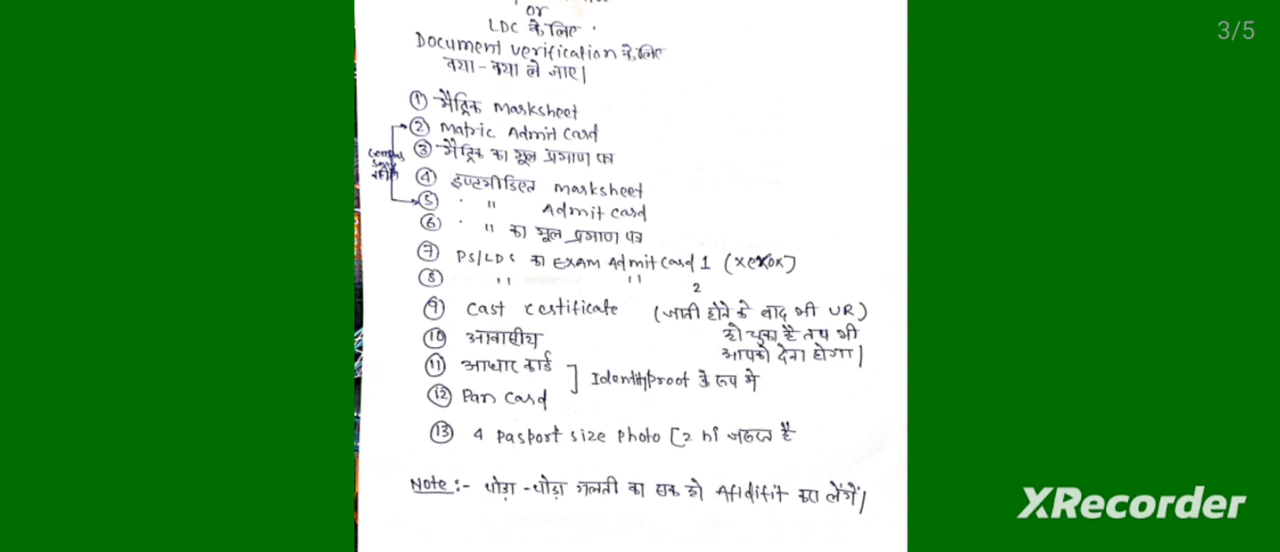 or
LDC के लिए
Document verification के लिए
क्या - क्या ले जाए|
3/5
① मैट्रिक Marksheet
② Matric Admit Card
③ मैट्रिक का मूल प्रमाण पत्र
④ इण्टरमीडिएट marksheet
⑤ " Admit card
⑥ " का मूल प्रमाण पत्र
⑦ PS/LDC का EXAM Admit Card 1 (xerox)
⑧ " " 2
⑨ Cast certificate (जाती होने के बाद भी UR)
हो चुका है तब भी
आपको देना होगा|
⑩ आवासीय
⑪ आधार कार्ड
] Identity Proof के रूप मे
⑫ Pan Card
⑬ 4 Pasport size Photo [2 hi जरूरत है
Note :- थोड़ा - थोड़ा गलती का सक हो Afidifit करा लेंगें|
XRecorder